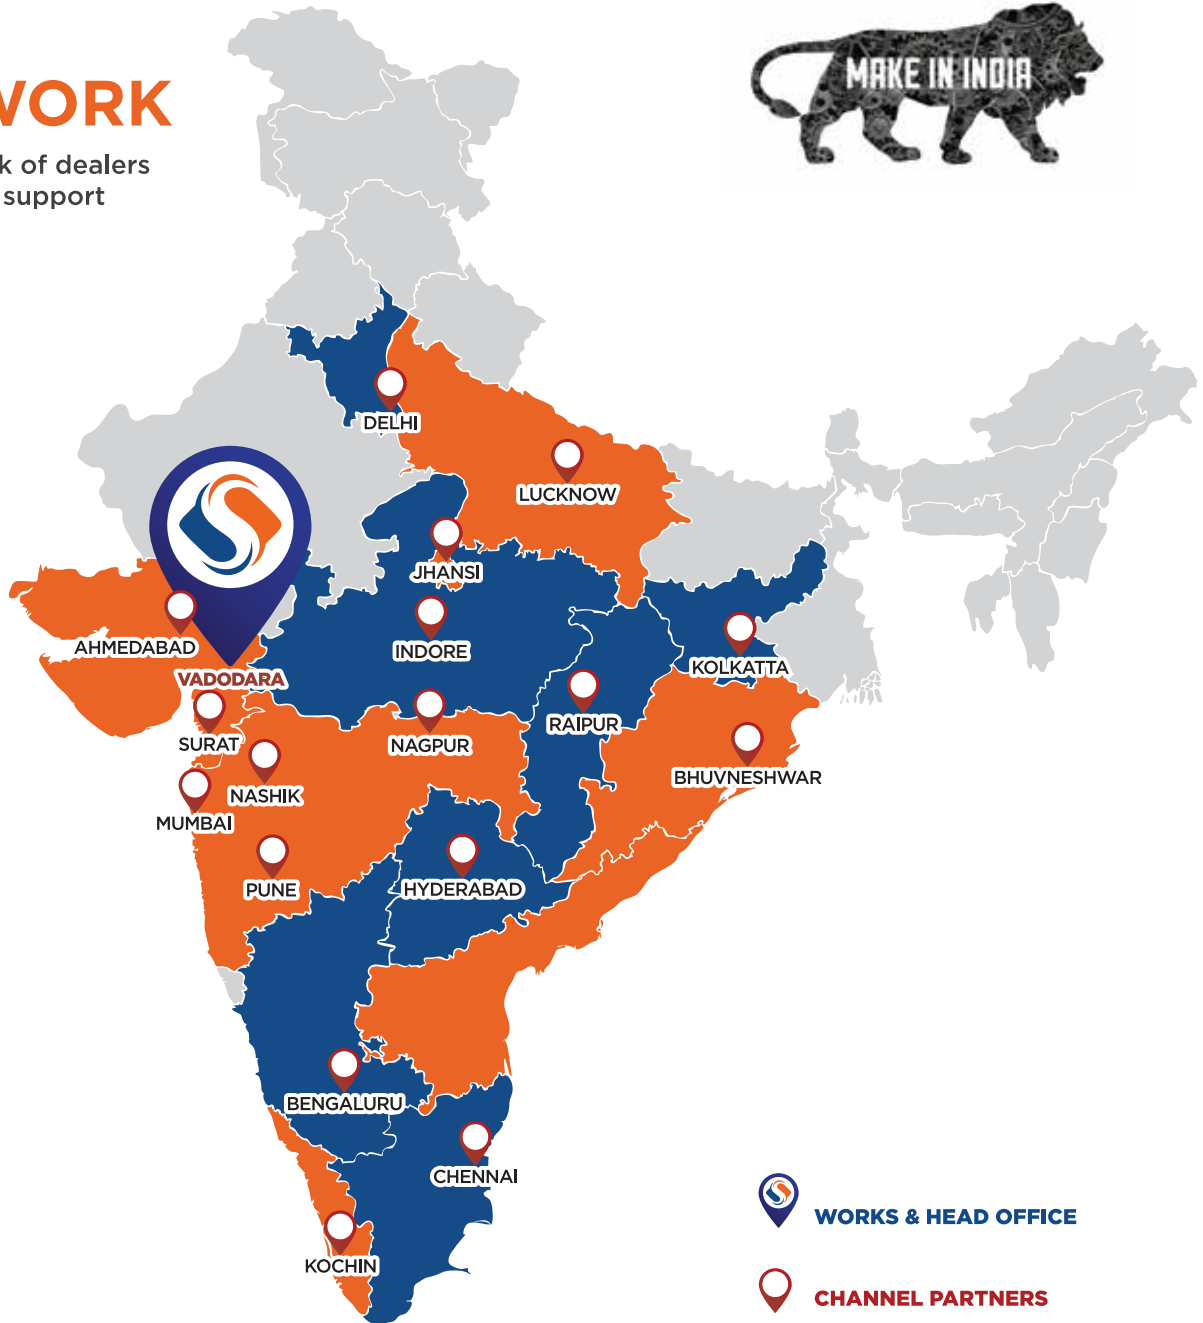 WORK
k of dealers
support
MAKE IN INDIA
DELHI
LUCKNOW
JHANSI
AHMEDABAD
INDORE
KOLKATTA
VADODARA
RAIPUR
SURAT
NAGPUR
BHUVNESHWAR
NASHIK
MUMBAI
PUNE
HYDERABAD
BENGALURU
CHENNAI
KOCHIN
WORKS & HEAD OFFICE
CHANNEL PARTNERS